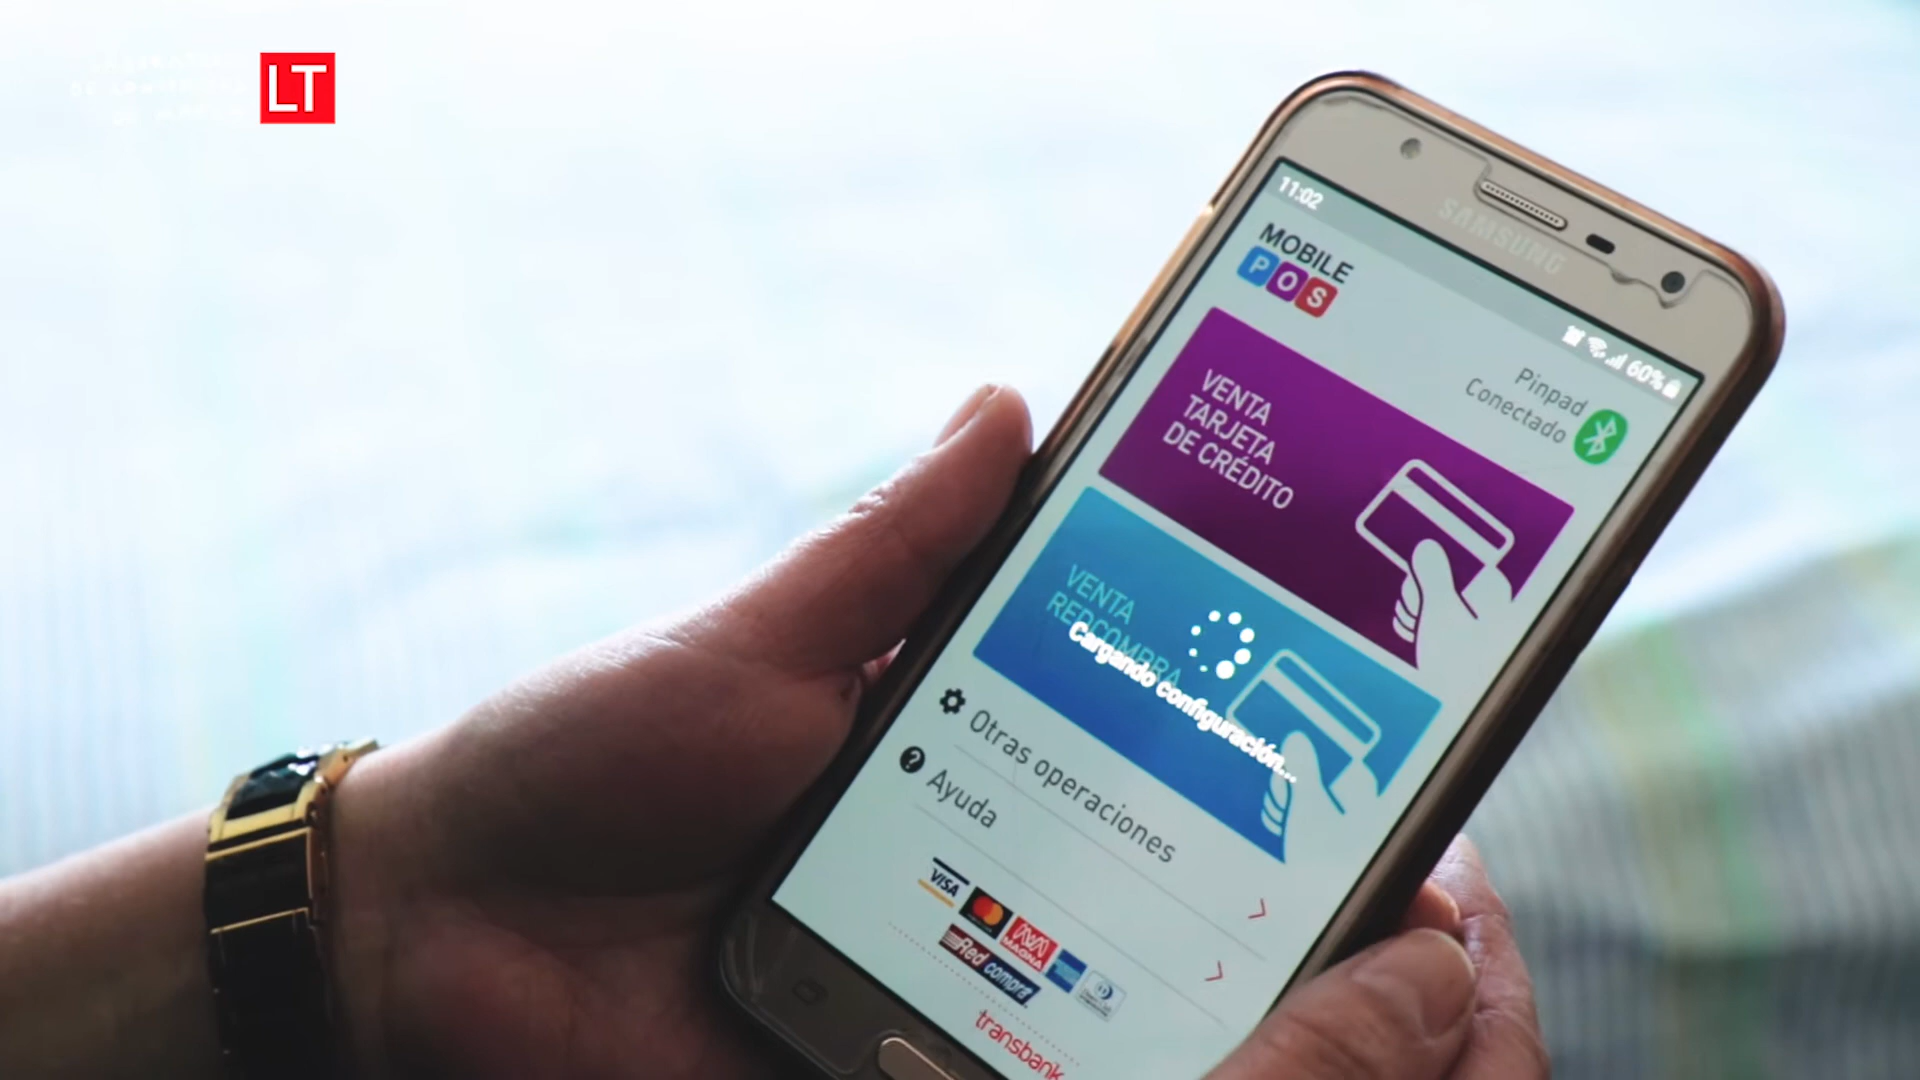 LT
11:02
SAMSUNG
60%
MOBILE
POS
Pinpad
Conectado
VENTA
TARJETA
DE CRÉDITO
VENTA
REDCOMPRA
Cargando configuración...
Otras operaciones
? Ayuda
VISA
MAGNA
Red compra
transbank